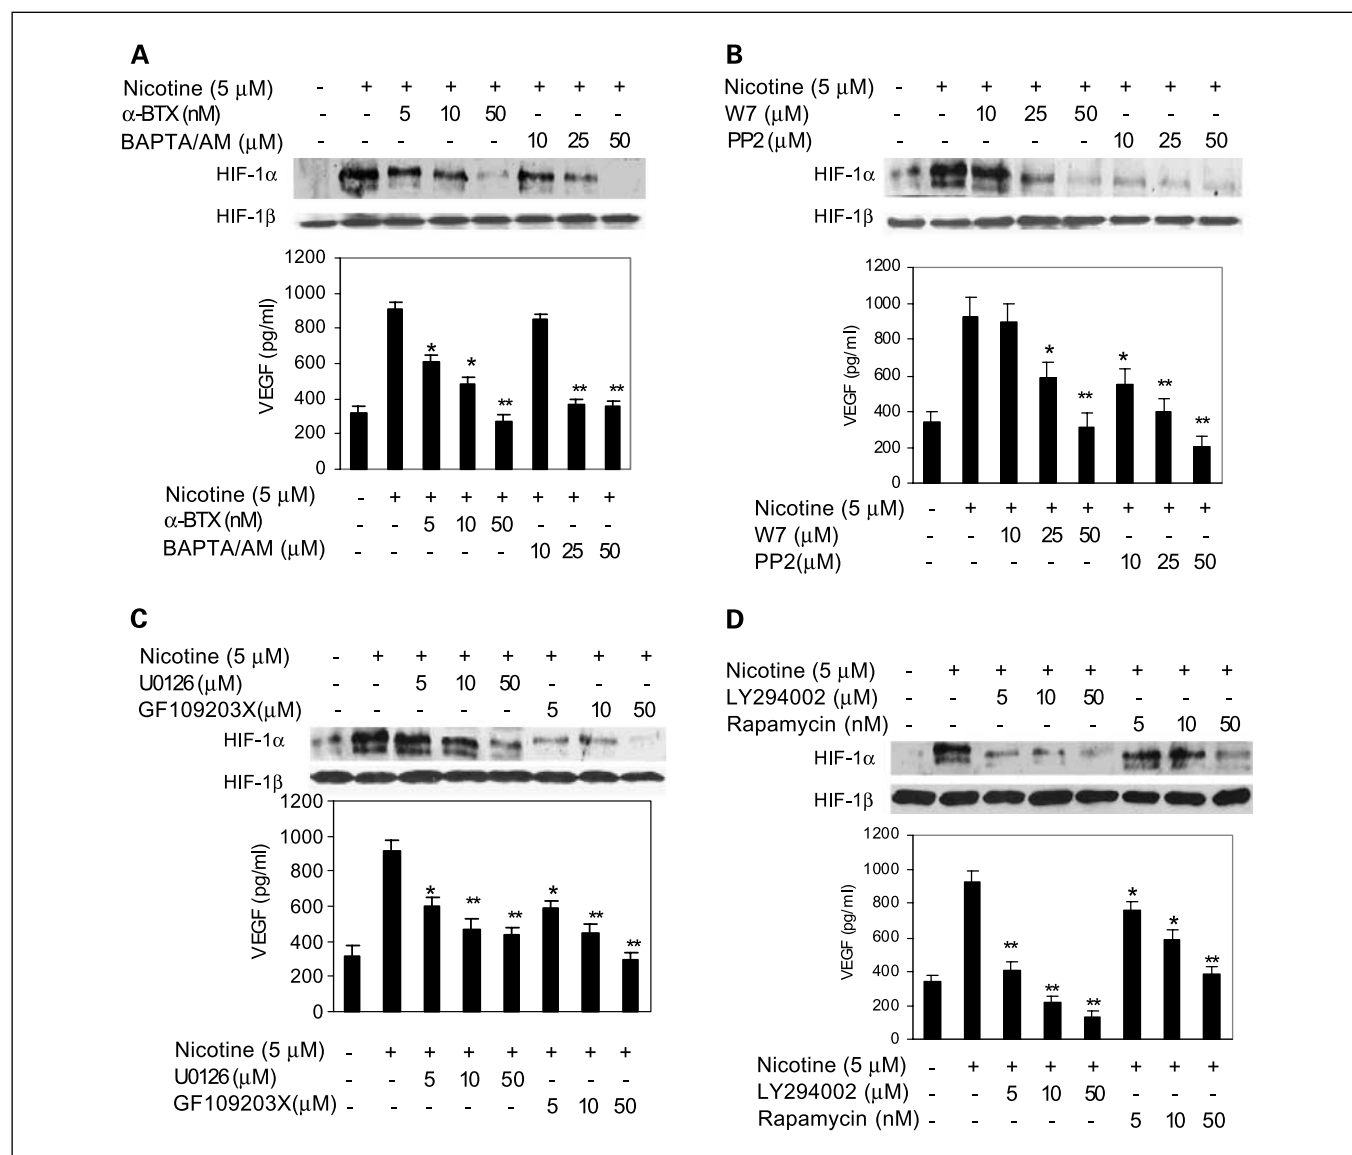 A
Nicotine (5 μM) - + + + + + + +
α-BTX(nM) - - 5 10 50 - - -
BAPTA/AM (μM) - - - - - 10 25 50
HIF-1α
HIF-1β
1200
1000
800
600
400
200
0
VEGF (pg/ml)
* * ** ** **
Nicotine (5 μM) - + + + + + + +
α-BTX(nM) - - 5 10 50 - - -
BAPTA/AM (μM) - - - - - 10 25 50
B
Nicotine (5 μM) - + + + + + + +
W7 (μM) - - 10 25 50 - - -
PP2(μM) - - - - - 10 25 50
HIF-1α
HIF-1β
1200
1000
800
600
400
200
0
VEGF (pg/ml)
* ** * ** **
Nicotine (5 μM) - + + + + + + +
W7 (μM) - - 10 25 50 - - -
PP2(μM) - - - - - 10 25 50
C
Nicotine (5 μM) - + + + + + + +
U0126(μM) - - 5 10 50 - - -
GF109203X(μM) - - - - - 5 10 50
HIF-1α
HIF-1β
1200
1000
800
600
400
200
0
VEGF (pg/ml)
* ** ** * ** **
Nicotine (5 μM) - + + + + + + +
U0126(μM) - - 5 10 50 - - -
GF109203X(μM) - - - - - 5 10 50
D
Nicotine (5 μM) - + + + + + + +
LY294002 (μM) - - 5 10 50 - - -
Rapamycin (nM) - - - - - 5 10 50
HIF-1α
HIF-1β
1200
1000
800
600
400
200
0
VEGF (pg/ml)
** ** ** * * **
Nicotine (5 μM) - + + + + + + +
LY294002 (μM) - - 5 10 50 - - -
Rapamycin (nM) - - - - - 5 10 50